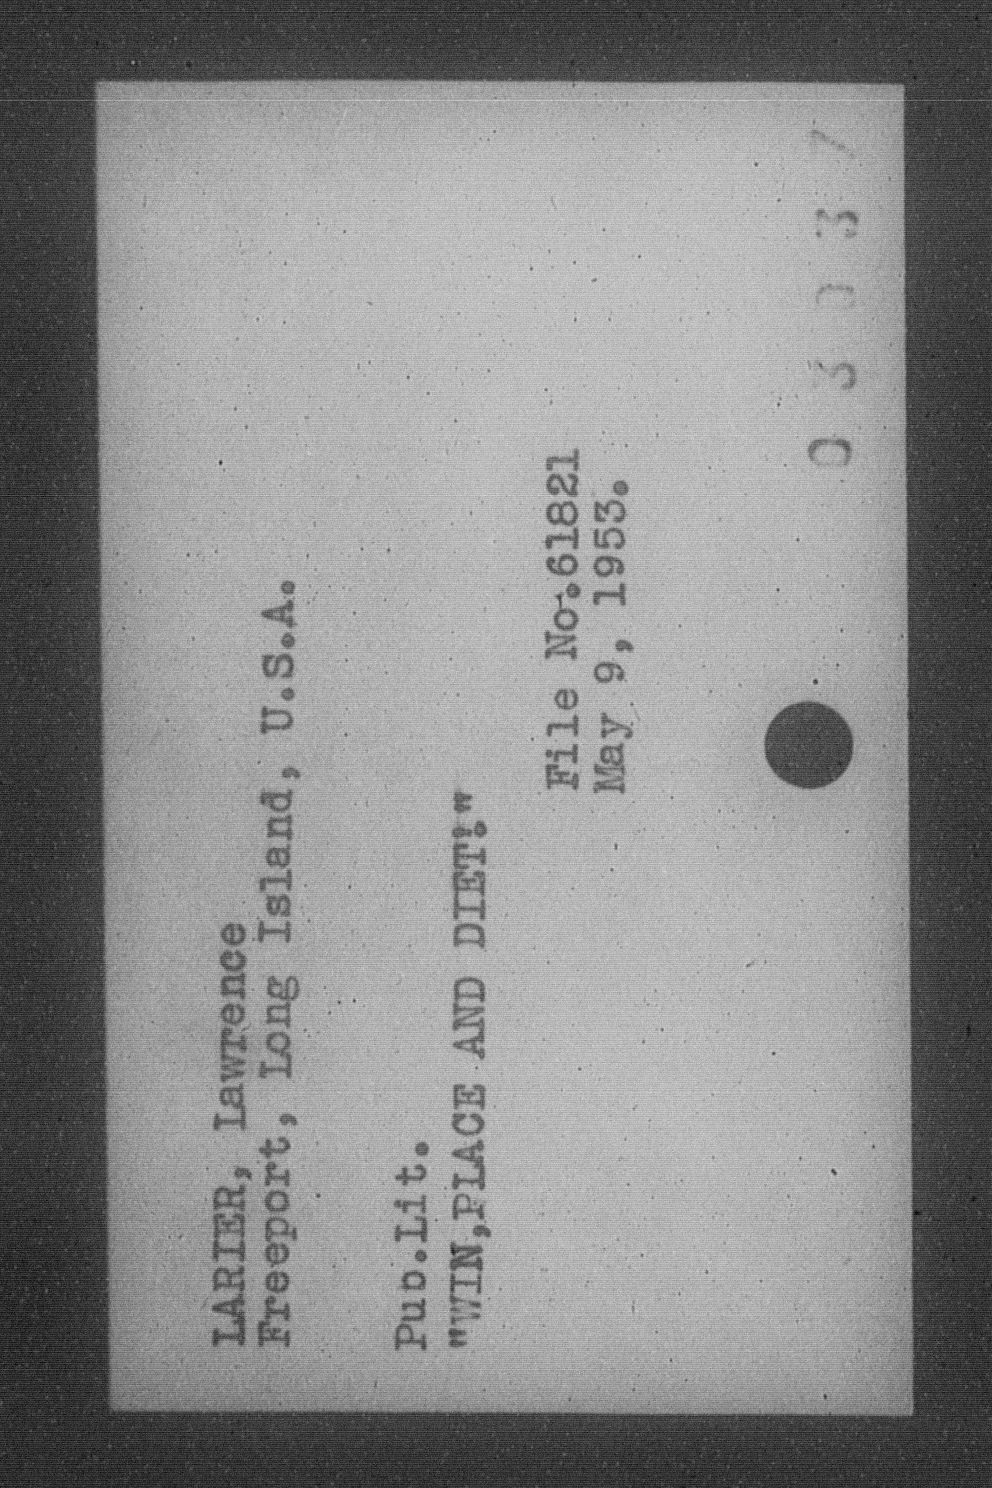 LARIER, Lawrence
Freeport, Long Island, U.S.A.
Pub.Lit.
"WIN,PLACE AND DIET!"
File No.61821
May 9, 1953.
0 3 0 3 7